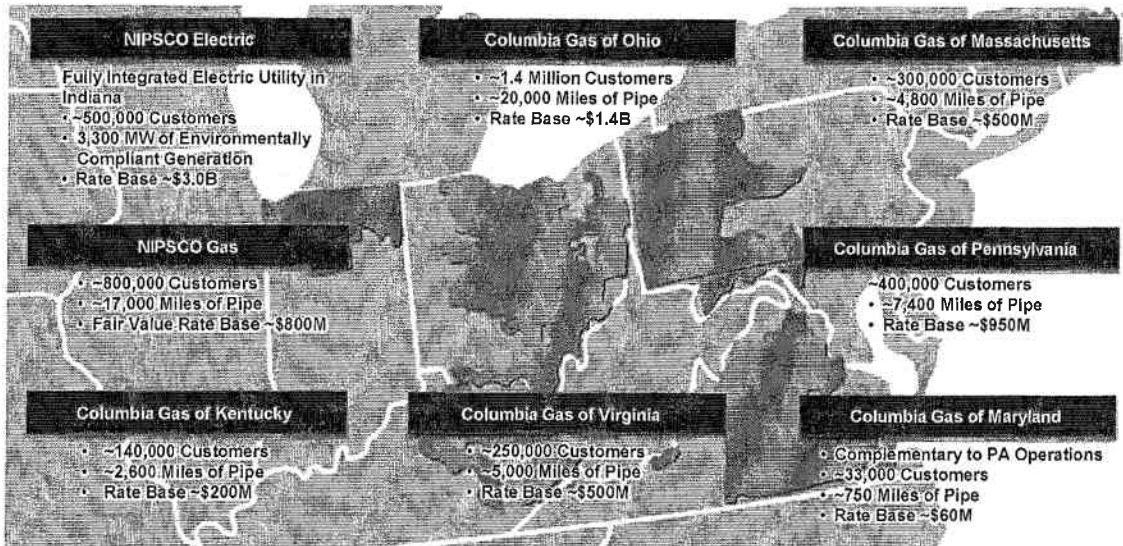 NIPSCO Electric
Fully Integrated Electric Utility in
Indiana
• ~500,000 Customers
• 3,300 MW of Environmentally
Compliant Generation
• Rate Base ~$3.0B
Columbia Gas of Ohio
• ~1.4 Million Customers
• ~20,000 Miles of Pipe
• Rate Base ~$1.4B
Columbia Gas of Massachusetts
• ~300,000 Customers
• ~4,800 Miles of Pipe
• Rate Base ~$500M
NIPSCO Gas
• ~800,000 Customers
• ~17,000 Miles of Pipe
• Fair Value Rate Base ~$800M
Columbia Gas of Pennsylvania
~400,000 Customers
• ~7,400 Miles of Pipe
• Rate Base ~$950M
Columbia Gas of Kentucky
• ~140,000 Customers
• ~2,600 Miles of Pipe
• Rate Base ~$200M
Columbia Gas of Virginia
• ~250,000 Customers
• ~5,000 Miles of Pipe
• Rate Base ~$500M
Columbia Gas of Maryland
• Complementary to PA Operations
• ~33,000 Customers
• ~750 Miles of Pipe
• Rate Base ~$60M